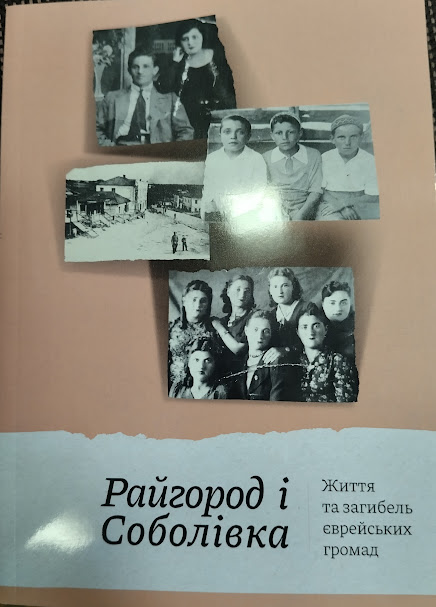 Райгород і
Соболівка
Життя
та загибель
єврейських
громад